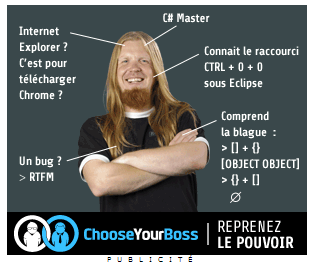 C# Master
Internet
Explorer ?
C'est pour
télécharger
Chrome ?
Connait le raccourci
CTRL + 0 + 0
sous Eclipse
Comprend
la blague :
> [] + {}
[OBJECT OBJECT]
> {} + []
∅
Un bug ?
> RTFM
ChooseYourBoss
REPRENEZ
LE POUVOIR
PUBLICITÉ